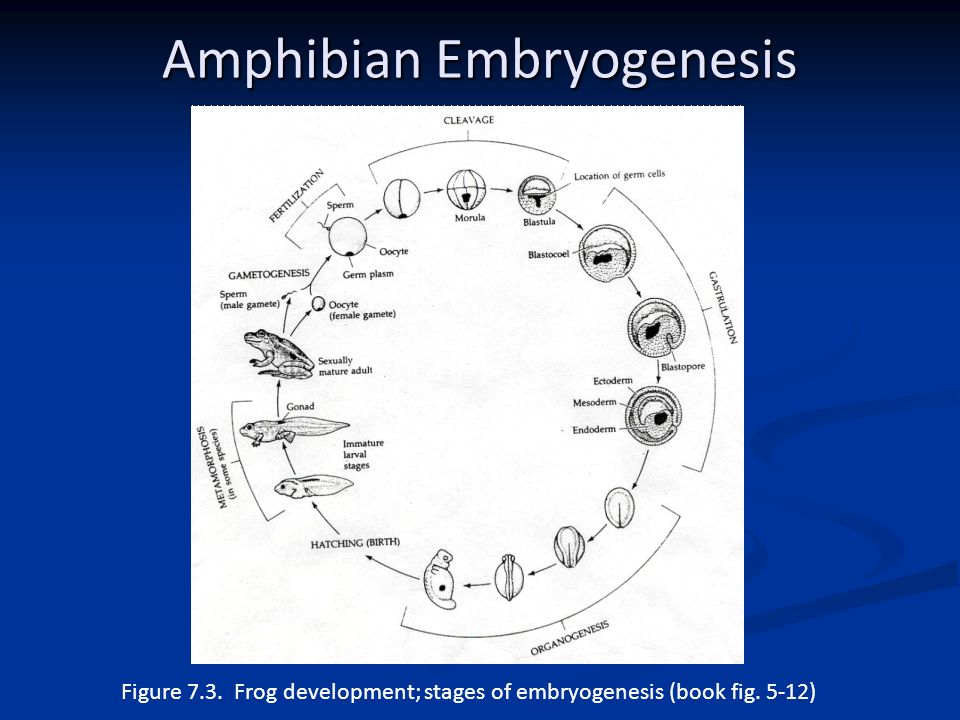 Amphibian Embryogenesis
CLEAVAGE
FERTILIZATION
Sperm
Oocyte
Germ plasm
Morula
Blastula
Location of germ cells
Blastocoel
GASTRULATION
Blastopore
Ectoderm
Mesoderm
Endoderm
ORGANOGENESIS
HATCHING (BIRTH)
METAMORPHOSIS
(in some species)
Immature
larval
stages
Gonad
Sexually
mature adult
GAMETOGENESIS
Sperm
(male gamete)
Oocyte
(female gamete)
Figure 7.3.  Frog development; stages of embryogenesis (book fig. 5-12)